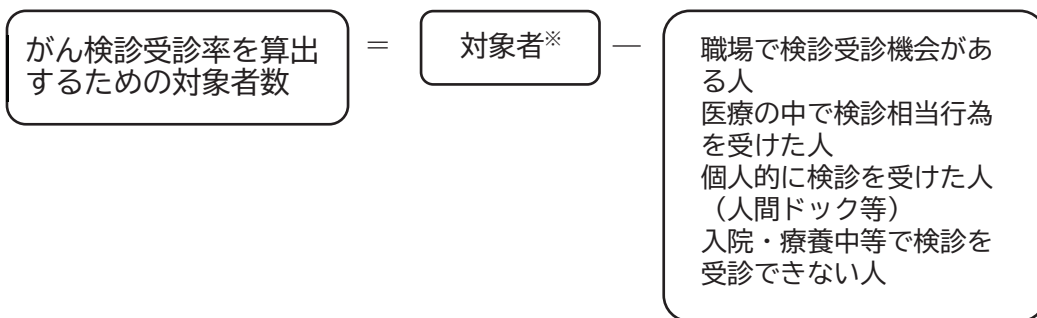 がん検診受診率を算出
するための対象者数
＝
対象者※
―
職場で検診受診機会があ
る人
医療の中で検診相当行為
を受けた人
個人的に検診を受けた人
（人間ドック等）
入院・療養中等で検診を
受診できない人